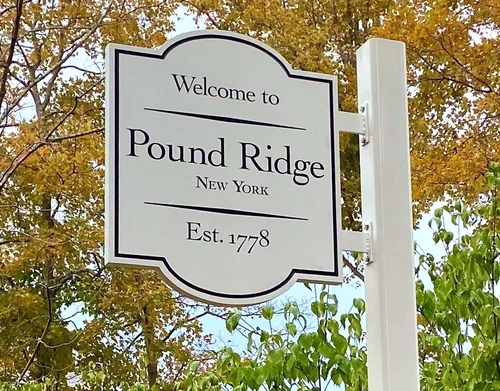 Welcome to
Pound Ridge
NEW YORK
Est. 1778